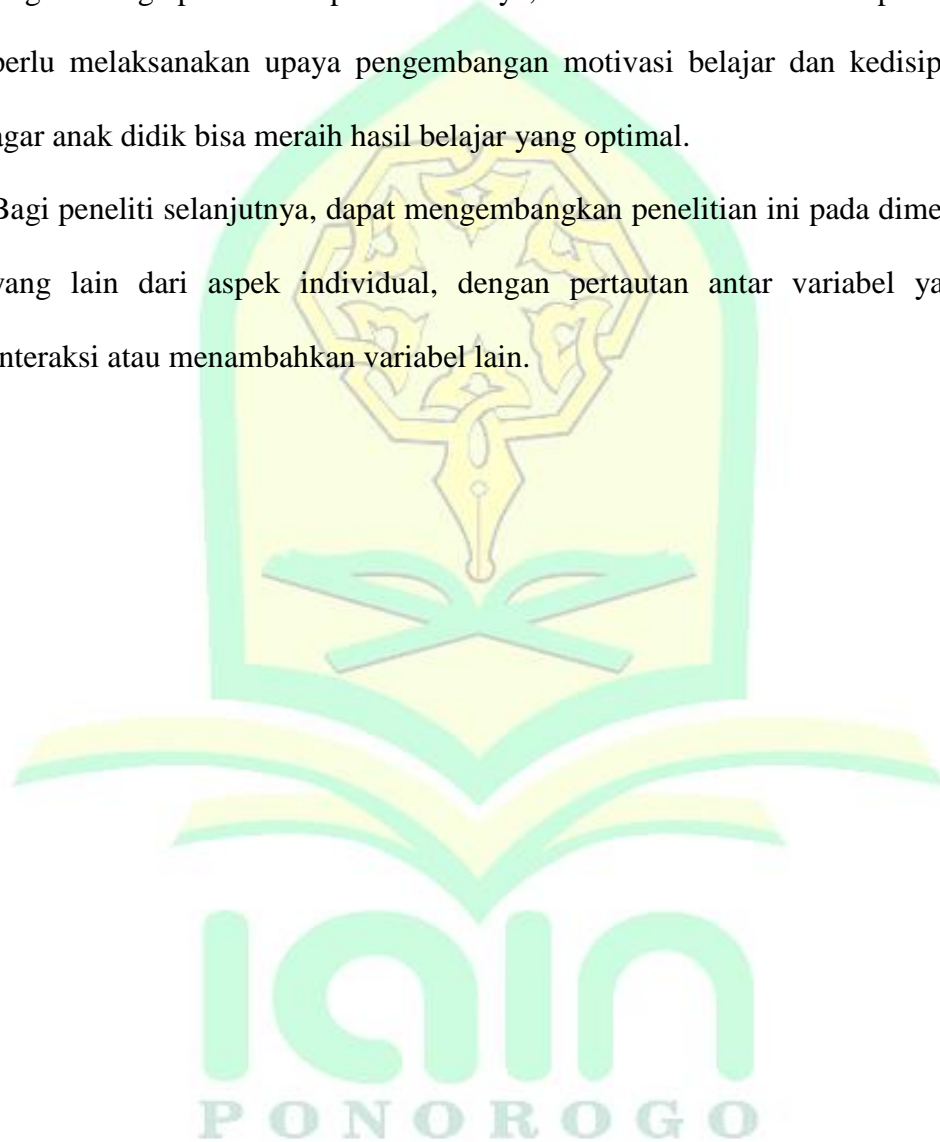 perlu melaksanakan upaya pengembangan motivasi belajar dan
agar anak didik bisa meraih hasil belajar yang optimal.
Bagi peneliti selanjutnya, dapat mengembangkan penelitian ini pada
yang lain dari aspek individual, dengan pertautan antar variabel
interaksi atau menambahkan variabel lain.
iain
PONOROGO